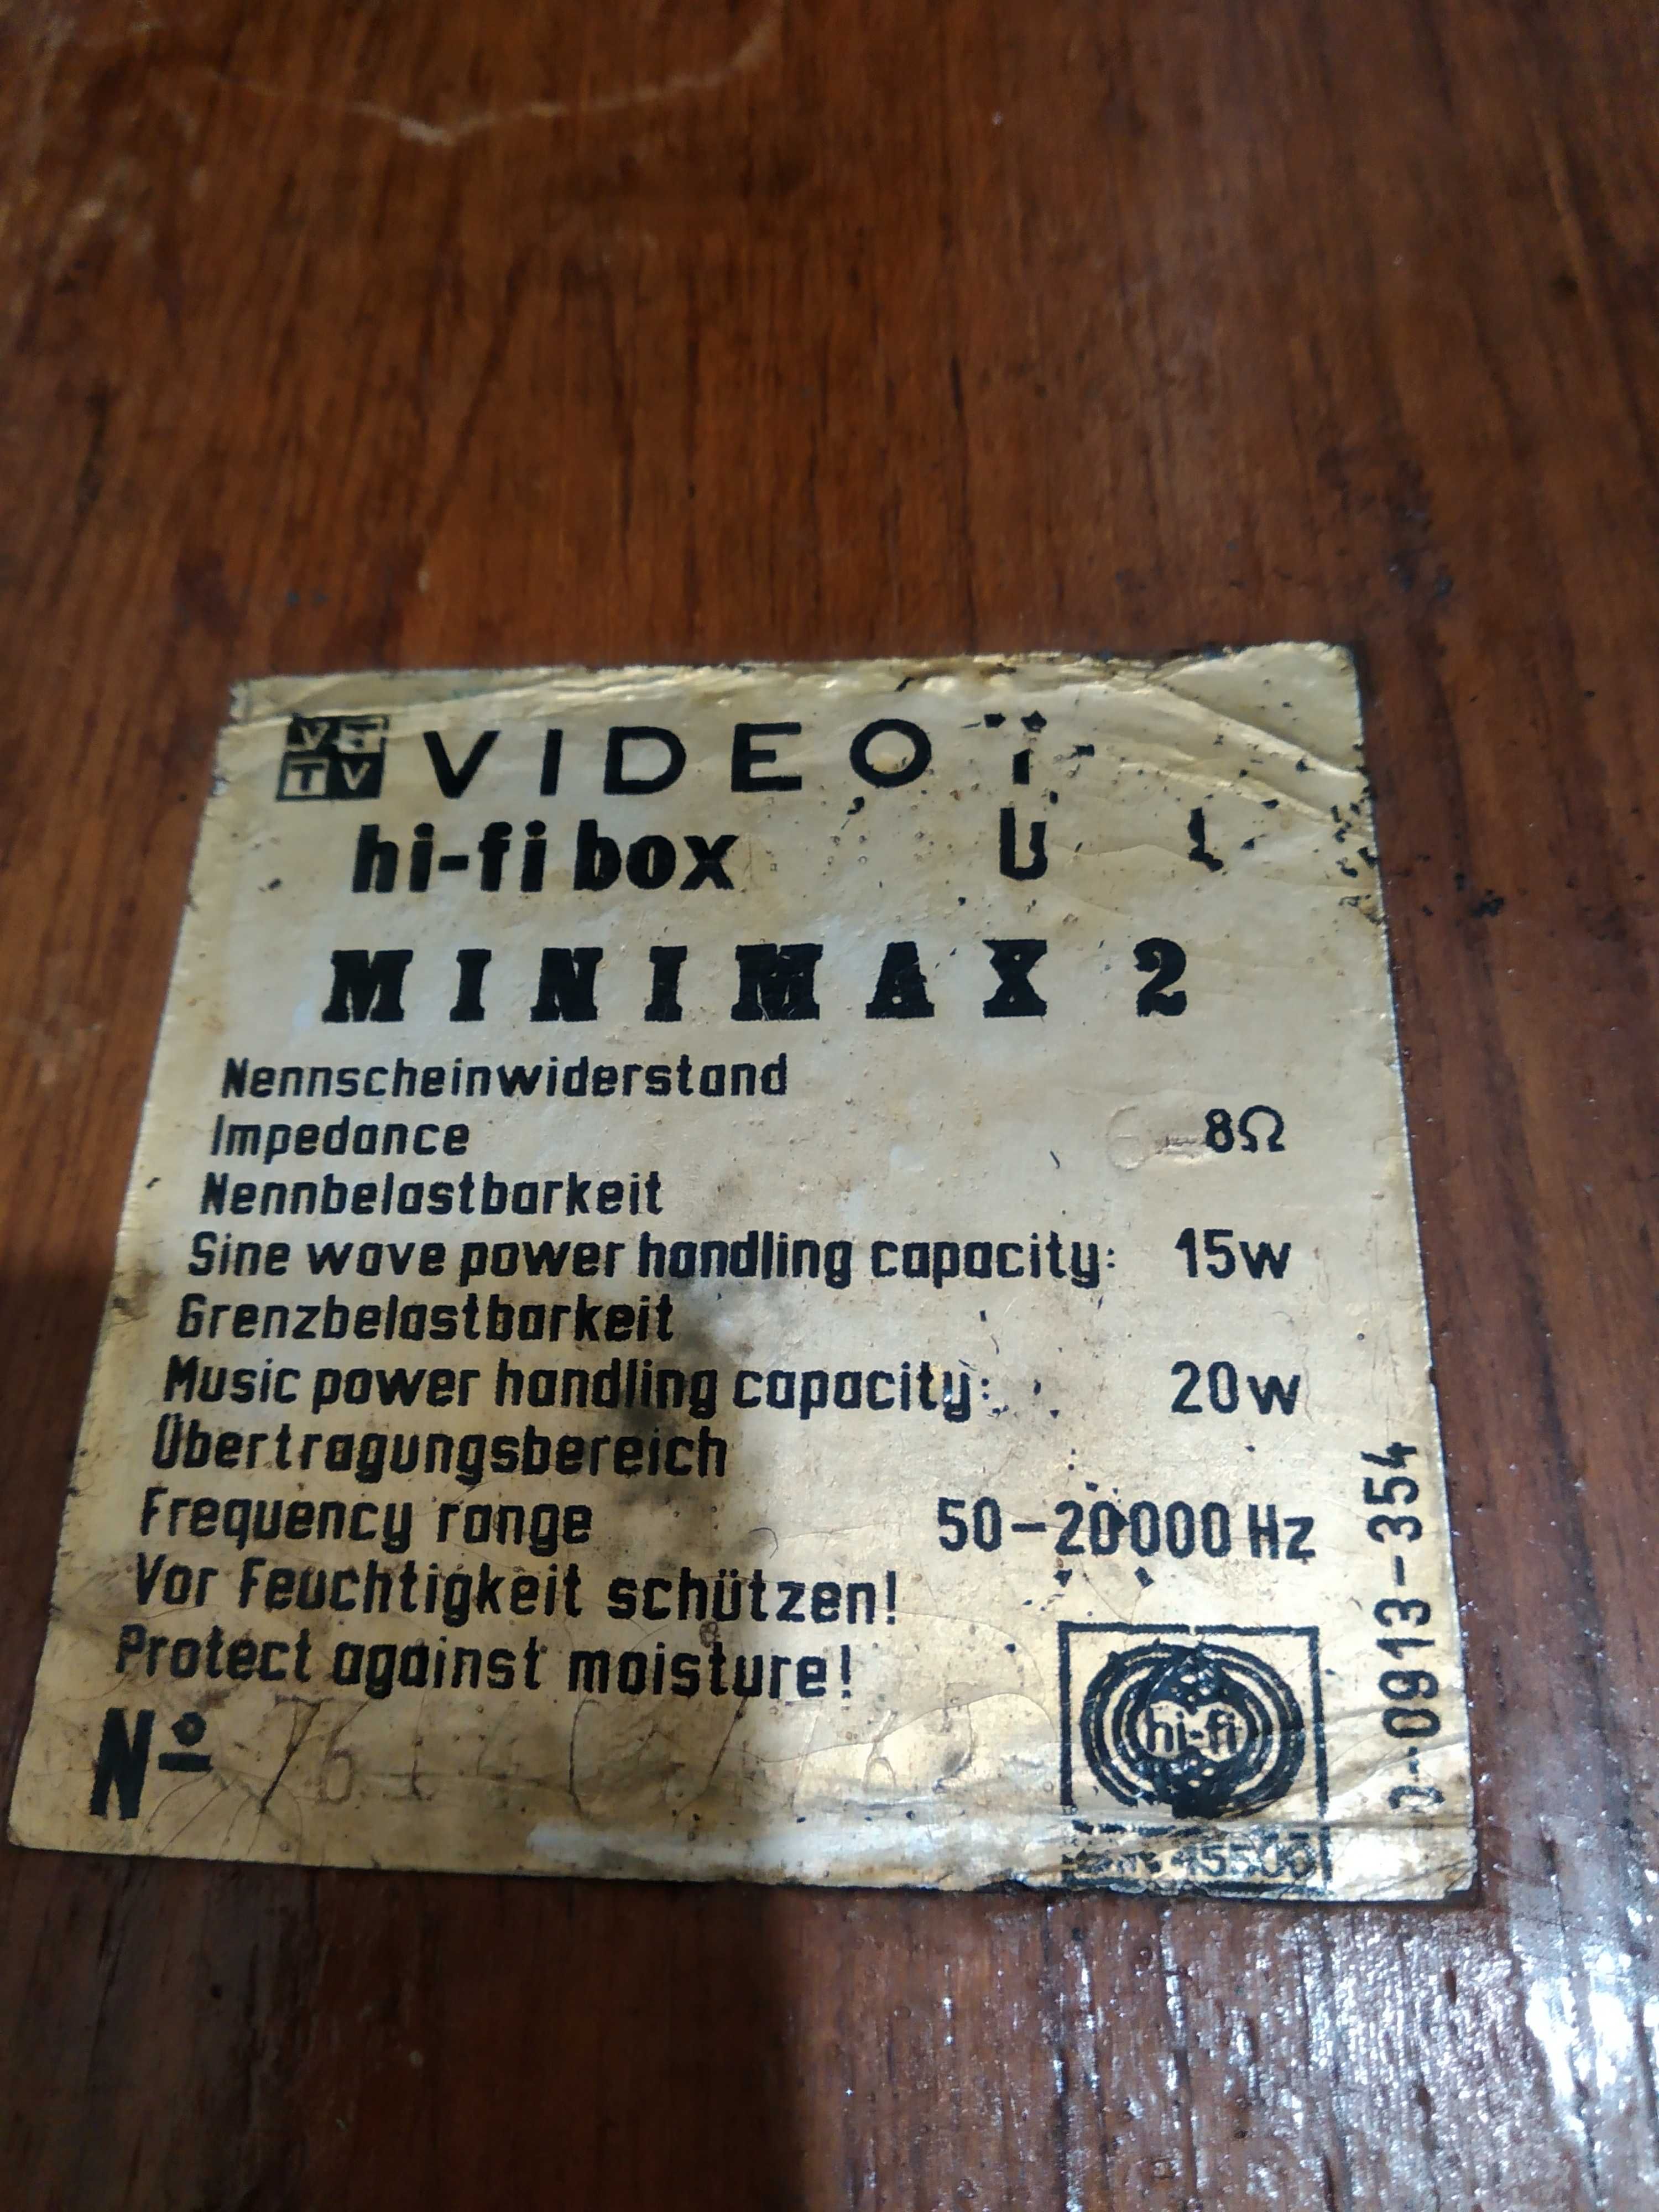 VT
TV
VIDEOT
hi-fi box
MINIMAX 2
Nennscheinwiderstand
Impedance 8Ω
Nennbelastbarkeit
Sine wave power handling capacity: 15w
Grenzbelastbarkeit
Music power handling capacity: 20w
Übertragungsbereich
Frequency range 50-20000 Hz
Vor Feuchtigkeit schützen!
Protect against moisture!
Nº
hi-fi
45500
D-0913-354